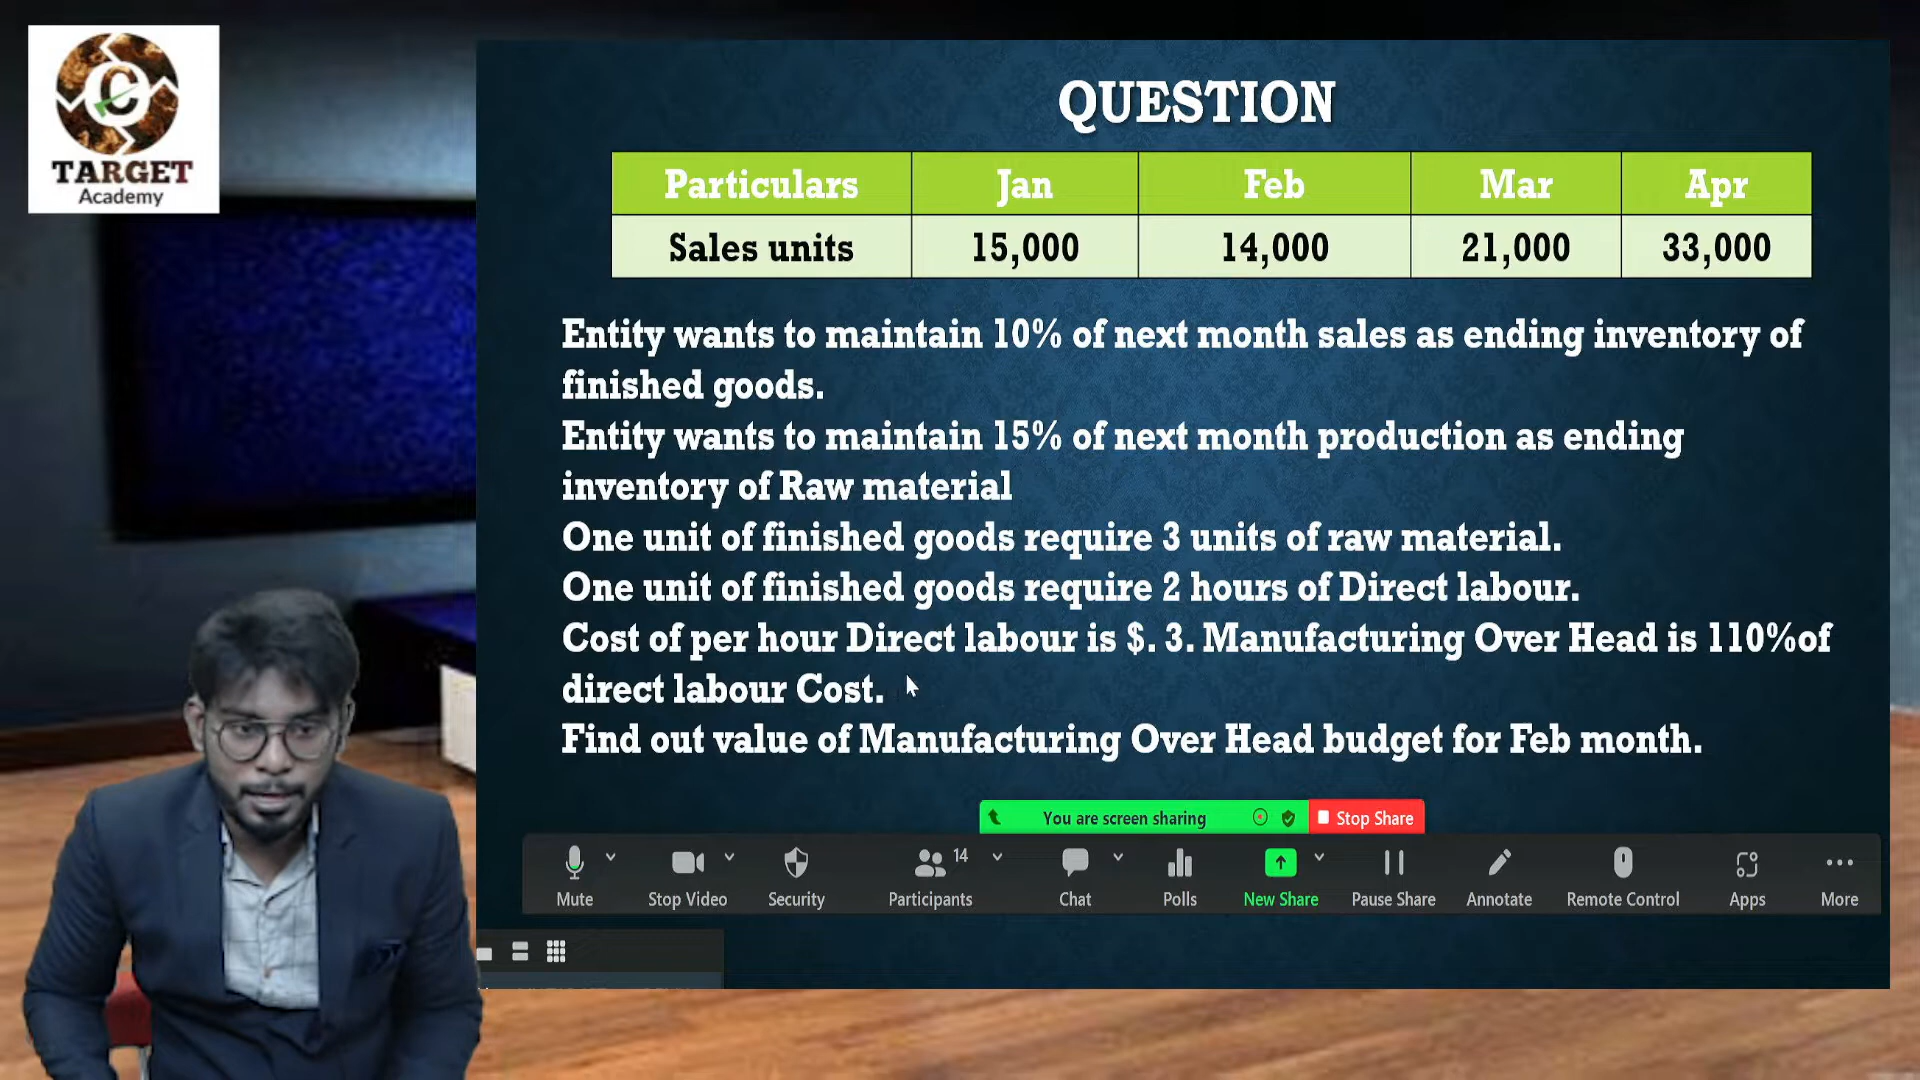 TARGET
Academy
QUESTION
Particulars Jan Feb Mar Apr
Sales units 15,000 14,000 21,000 33,000
Entity wants to maintain 10% of next month sales as ending inventory of
finished goods.
Entity wants to maintain 15% of next month production as ending
inventory of Raw material
One unit of finished goods require 3 units of raw material.
One unit of finished goods require 2 hours of Direct labour.
Cost of per hour Direct labour is $. 3. Manufacturing Over Head is 110%of
direct labour Cost.
Find out value of Manufacturing Over Head budget for Feb month.
You are screen sharing Stop Share
14
Mute Stop Video Security Participants Chat Polls New Share Pause Share Annotate Remote Control Apps More